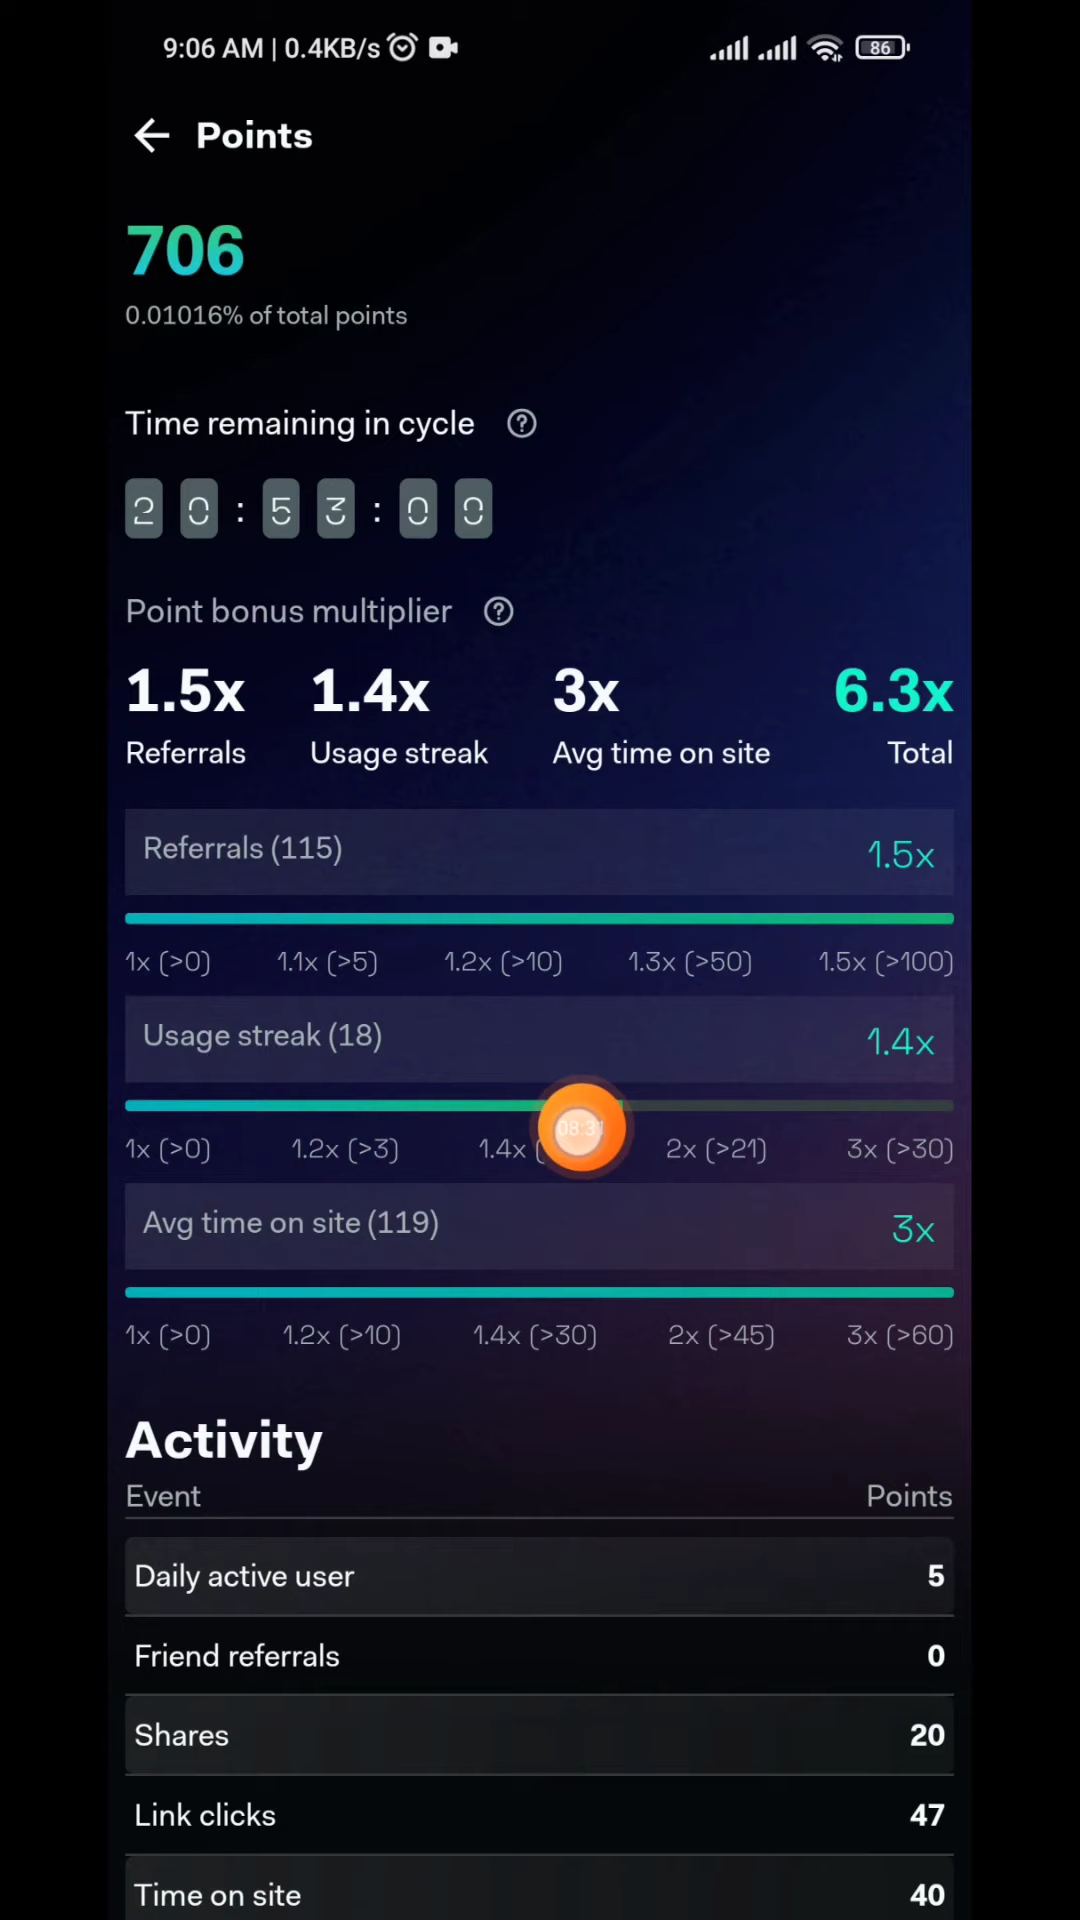 9:06 AM | 0.4KB/s 86
Points
706
0.01016% of total points
Time remaining in cycle ?
20:53:00
Point bonus multiplier ?
1.5x 1.4x 3x 6.3x
Referrals Usage streak Avg time on site Total
Referrals (115) 1.5x
1x (>0) 1.1x (>5) 1.2x (>10) 1.3x (>50) 1.5x (>100)
Usage streak (18) 1.4x
08:31
1x (>0) 1.2x (>3) 1.4x ( 2x (>21) 3x (>30)
Avg time on site (119) 3x
1x (>0) 1.2x (>10) 1.4x (>30) 2x (>45) 3x (>60)
Activity
Event Points
Daily active user 5
Friend referrals 0
Shares 20
Link clicks 47
Time on site 40